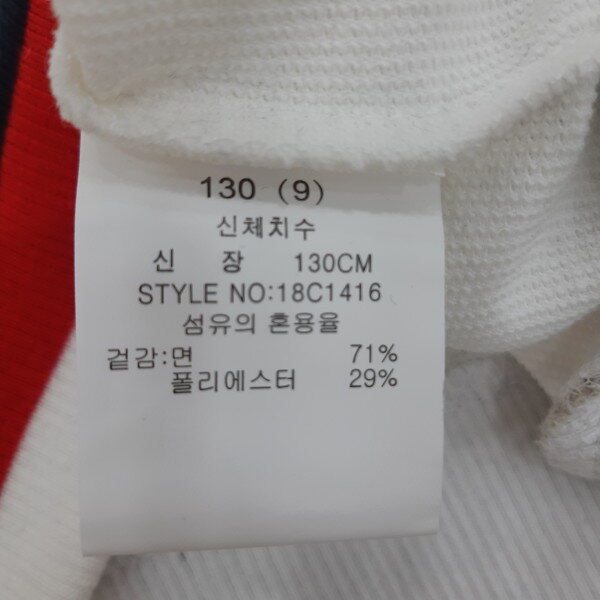 130 (9)
신체치수
신 장 130CM
STYLE NO:18C1416
섬유의 혼용율
겉감:면 71%
폴리에스터 29%